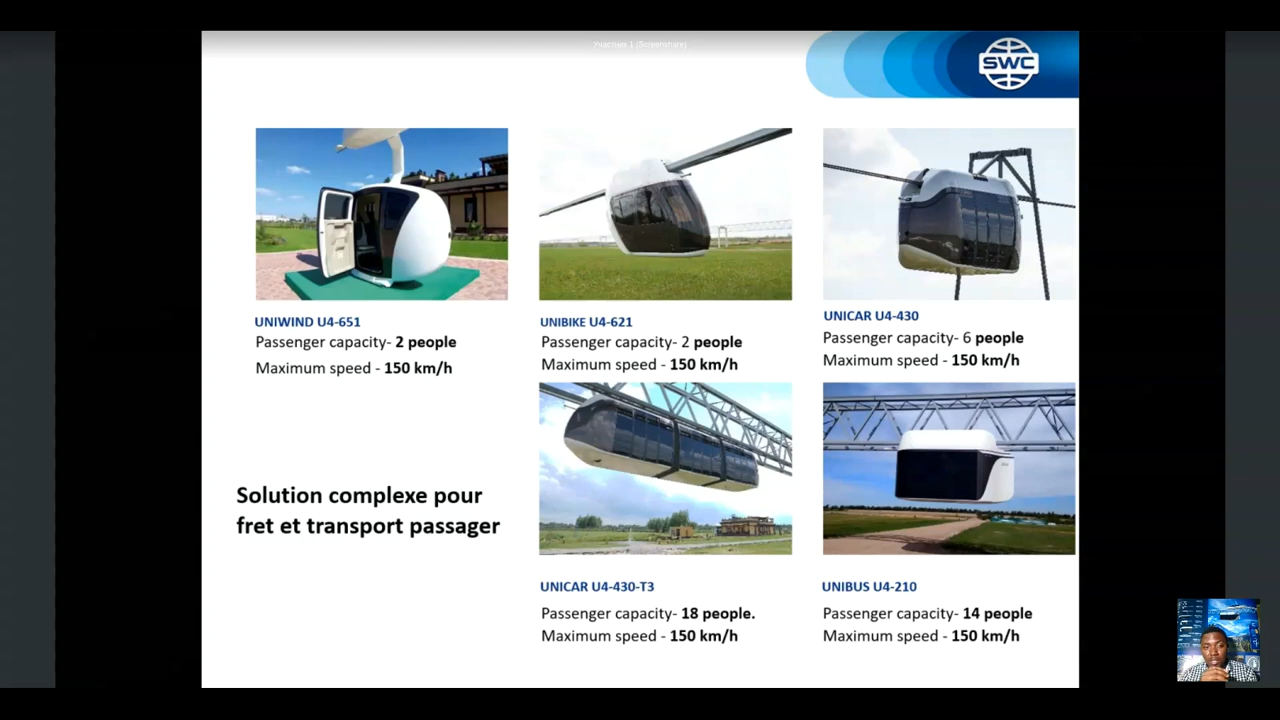 Участник 1 (Screenshare)
SWC
UNIWIND U4-651
Passenger capacity- 2 people
Maximum speed - 150 km/h
UNIBIKE U4-621
Passenger capacity- 2 people
Maximum speed - 150 km/h
UNICAR U4-430
Passenger capacity- 6 people
Maximum speed - 150 km/h
Solution complexe pour
fret et transport passager
UNICAR U4-430-T3
Passenger capacity- 18 people.
Maximum speed - 150 km/h
UNIBUS U4-210
Passenger capacity- 14 people
Maximum speed - 150 km/h